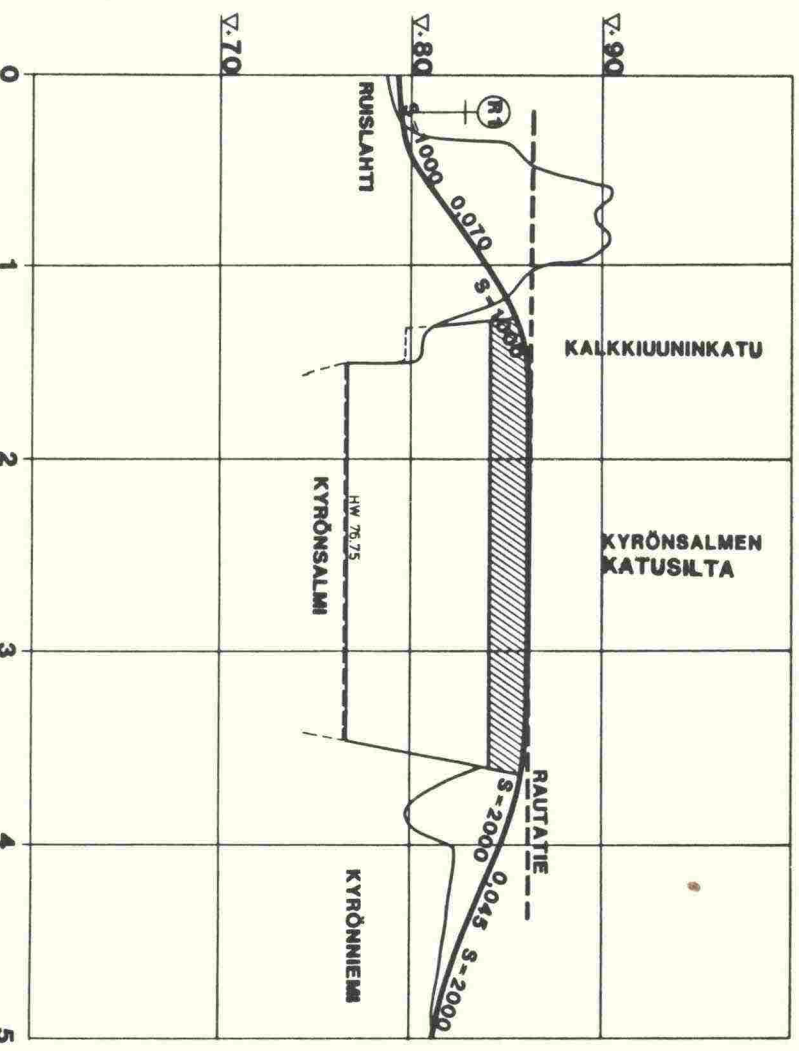 ∇+90
∇+80
∇+70
R1
KALKKIUUNINKATU
KYRÖNSALMEN
KATUSILTA
RAUTATIE
S=1000
0,070
S=1000
S=2000
0,045
S=2000
RUISLAHTI
HW 76.75
KYRÖNSALMI
KYRÖNNIEMI
0
1
2
3
4
5